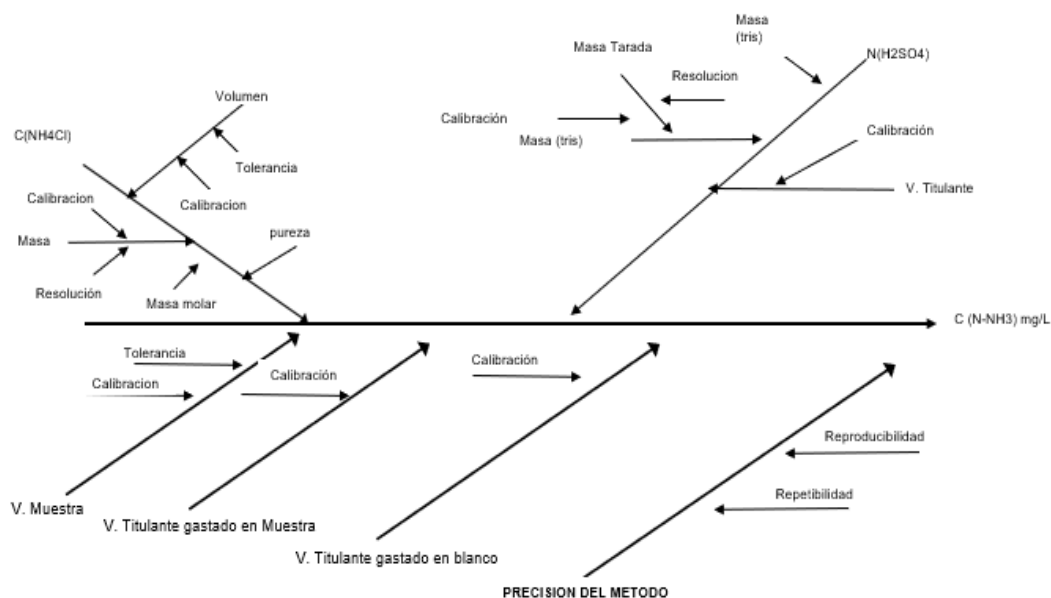 Masa
(tris)
Masa Tarada
N(H2SO4)
Resolucion
Volumen
Calibración
C(NH4Cl)
Masa (tris)
Calibración
Tolerancia
V. Titulante
Calibracion
Calibracion
pureza
Masa
Resolución
Masa molar
C (N-NH3) mg/L
Tolerancia
Calibracion
Calibración
Calibración
Reproducibilidad
Repetibilidad
V. Muestra
V. Titulante gastado en Muestra
V. Titulante gastado en blanco
PRECISION DEL METODO